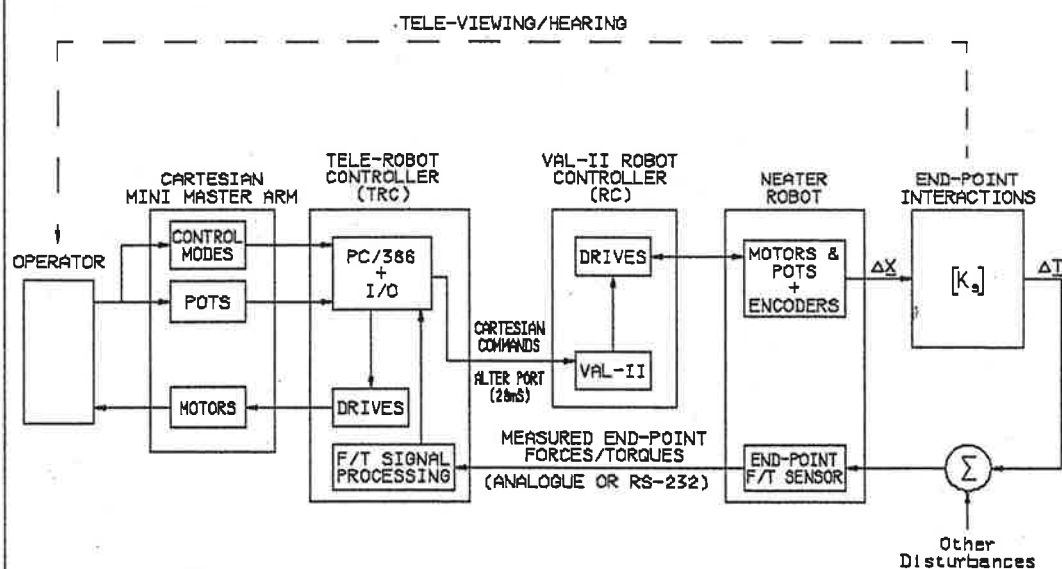 TELE-VIEWING/HEARING
OPERATOR
CARTESIAN
MINI MASTER ARM
CONTROL
MODES
POTS
MOTORS
TELE-ROBOT
CONTROLLER
(TRC)
PC/386
+
I/O
DRIVES
F/T SIGNAL
PROCESSING
CARTESIAN
COMMANDS
ALTER PORT
(28mS)
MEASURED END-POINT
FORCES/TORQUES
(ANALOGUE OR RS-232)
VAL-II ROBOT
CONTROLLER
(RC)
DRIVES
VAL-II
NEATER
ROBOT
MOTORS &
POTS
+
ENCODERS
END-POINT
F/T SENSOR
ΔX
END-POINT
INTERACTIONS
[Ks]
ΔT
Σ
Other
Disturbances